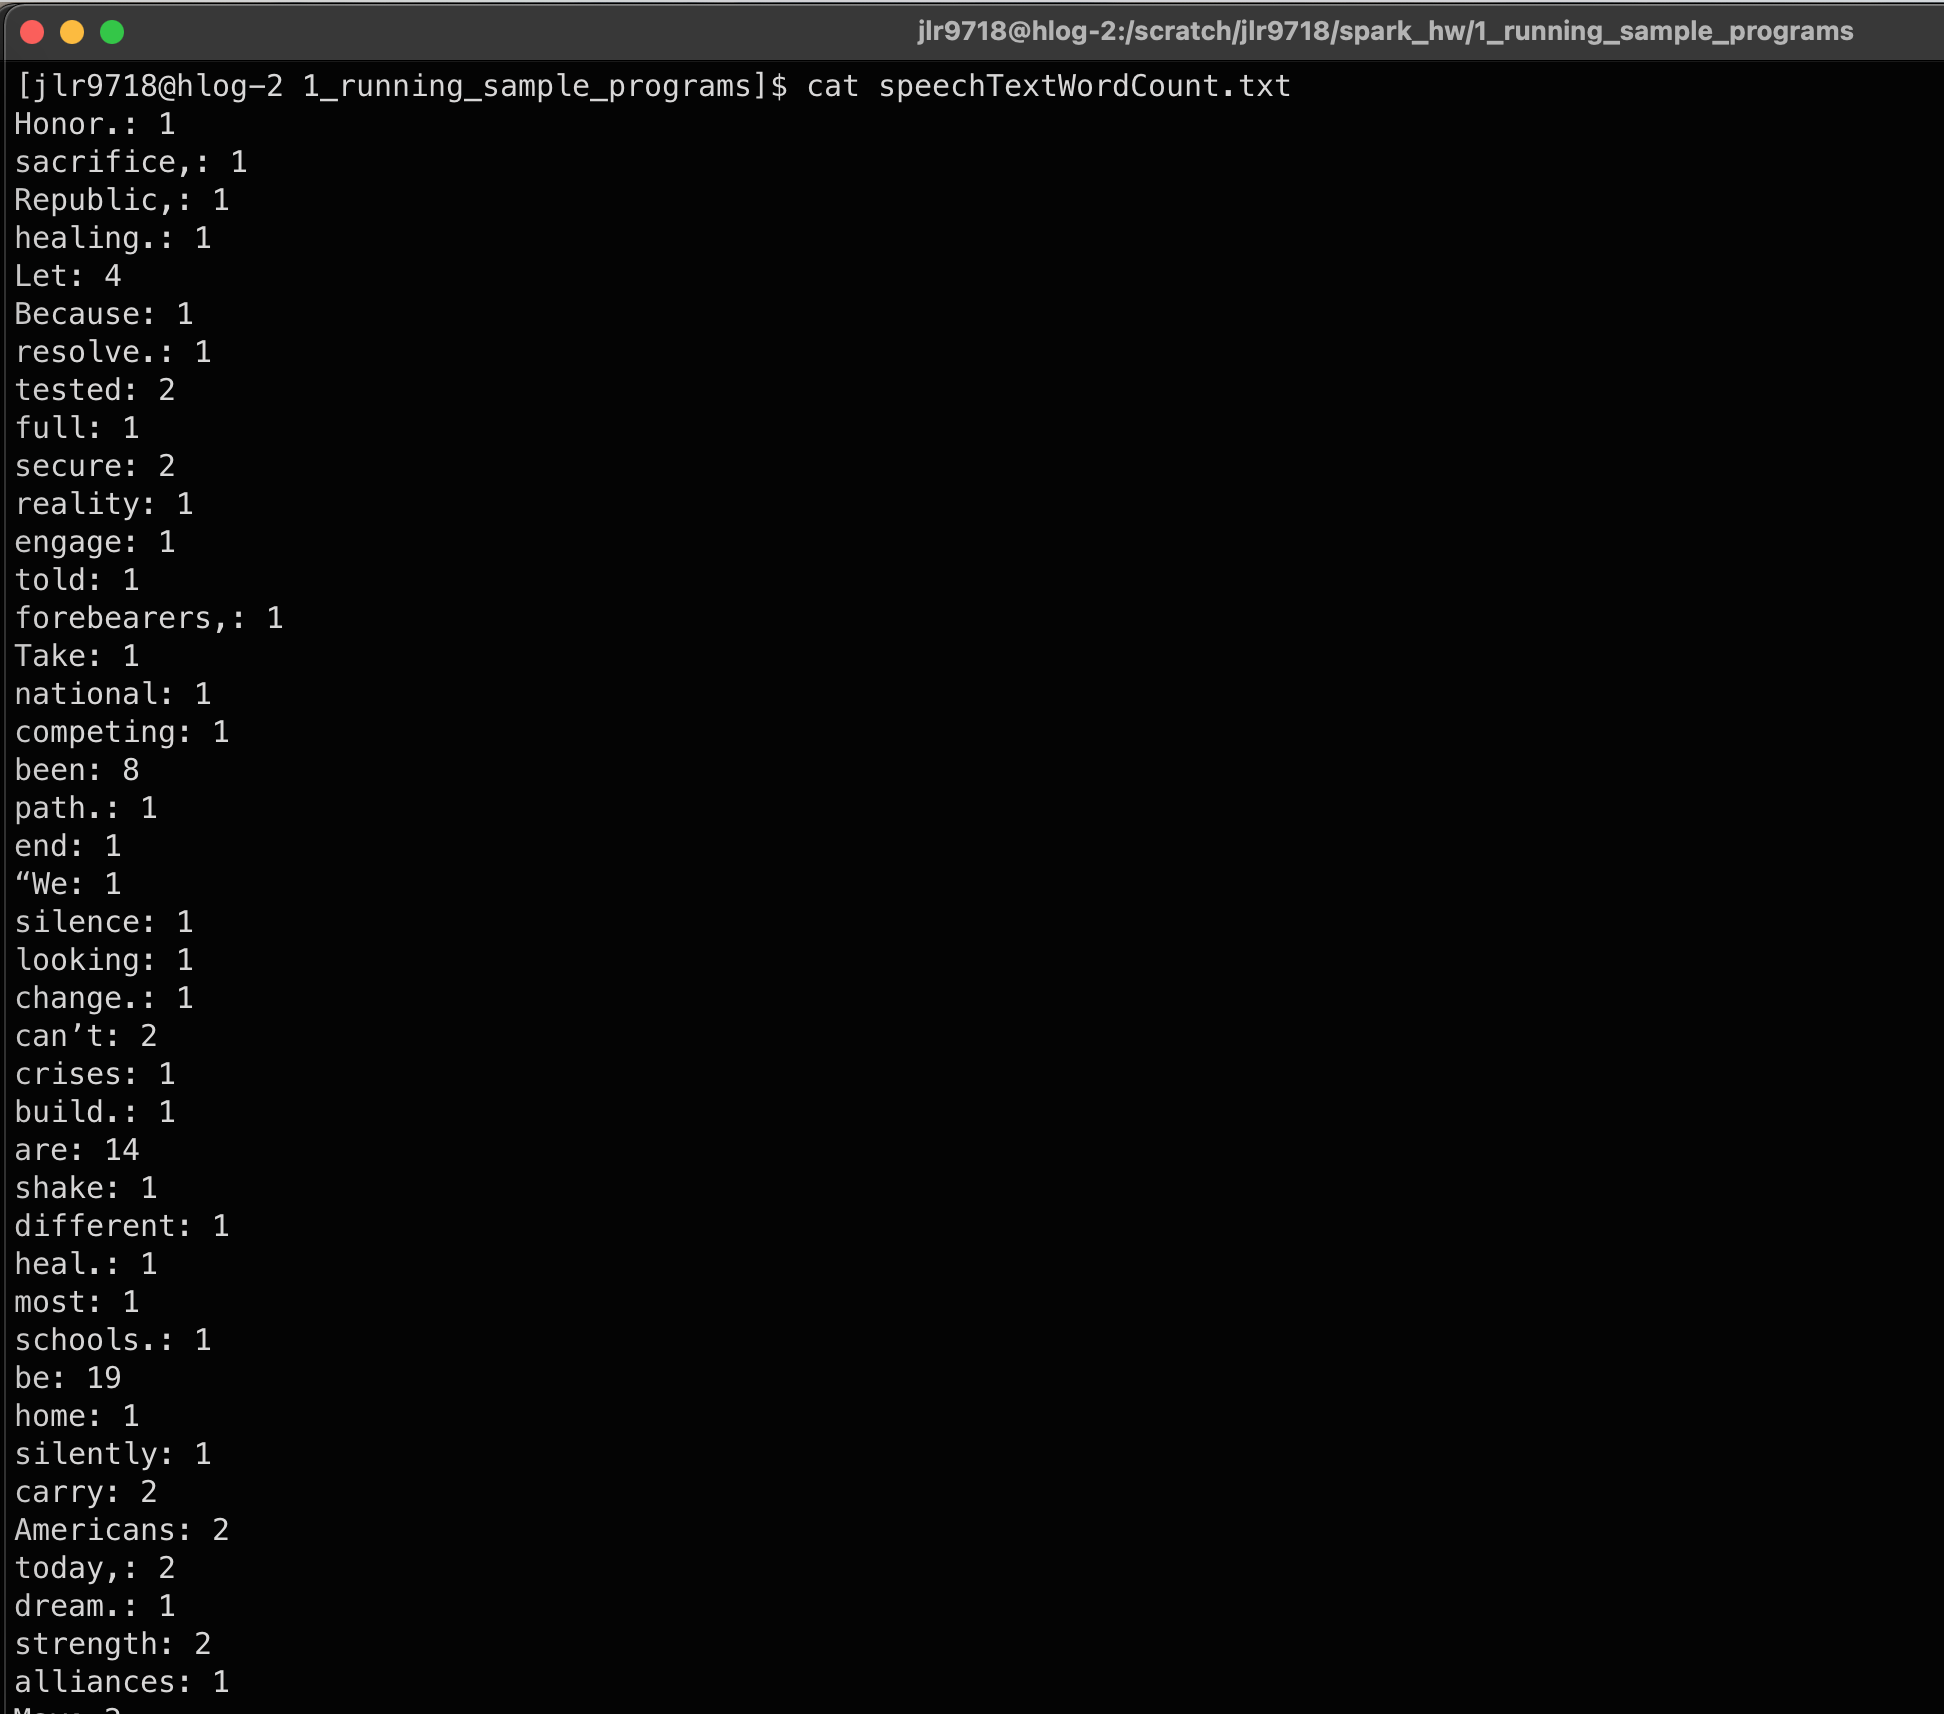 jlr9718@hlog-2:/scratch/jlr9718/spark_hw/1_running_sample_programs
[jlr9718@hlog-2 1_running_sample_programs]$ cat speechTextWordCount.txt
Honor.: 1
sacrifice,: 1
Republic,: 1
healing.: 1
Let: 4
Because: 1
resolve.: 1
tested: 2
full: 1
secure: 2
reality: 1
engage: 1
told: 1
forebearers,: 1
Take: 1
national: 1
competing: 1
been: 8
path.: 1
end: 1
“We: 1
silence: 1
looking: 1
change.: 1
can’t: 2
crises: 1
build.: 1
are: 14
shake: 1
different: 1
heal.: 1
most: 1
schools.: 1
be: 19
home: 1
silently: 1
carry: 2
Americans: 2
today,: 2
dream.: 1
strength: 2
alliances: 1